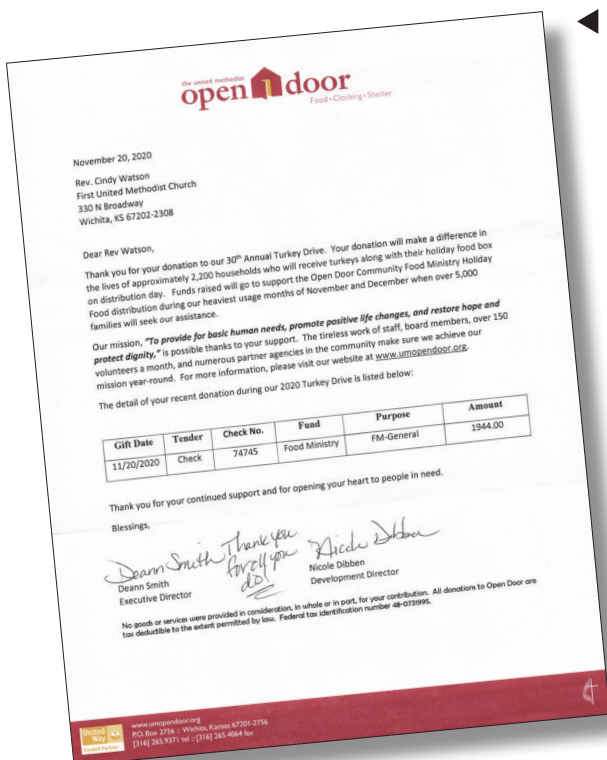 the united methodist
open door
Food • Clothing • Shelter
November 20, 2020
Rev. Cindy Watson
First United Methodist Church
330 N Broadway
Wichita, KS 67202-2308
Dear Rev Watson,
Thank you for your donation to our 30th Annual Turkey Drive. Your donation will make a difference in
the lives of approximately 2,200 households who will receive turkeys along with their holiday food box
on distribution day. Funds raised will go to support the Open Door Community Food Ministry Holiday
Food distribution during our heaviest usage months of November and December when over 5,000
families will seek our assistance.
Our mission, "To provide for basic human needs, promote positive life changes, and restore hope and
protect dignity," is possible thanks to your support. The tireless work of staff, board members, over 150
volunteers a month, and numerous partner agencies in the community make sure we achieve our
mission year-round. For more information, please visit our website at www.umopendoor.org.
The detail of your recent donation during our 2020 Turkey Drive is listed below:
Gift Date Tender Check No. Fund Purpose Amount
11/20/2020 Check 74745 Food Ministry FM-General 1944.00
Thank you for your continued support and for opening your heart to people in need.
Blessings,
Deann Smith Thank you for all you do! Nicole Dibben
Deann Smith Nicole Dibben
Executive Director Development Director
No goods or services were provided in consideration, in whole or in part, for your contribution. All donations to Open Door are
tax deductible to the extent permitted by law. Federal tax identification number 48-0731995.
United Way
Funded Partner
www.umopendoor.org
P.O. Box 2756 :: Wichita, Kansas 67201-2756
[316] 265.9371 tel :: [316] 265.4064 fax